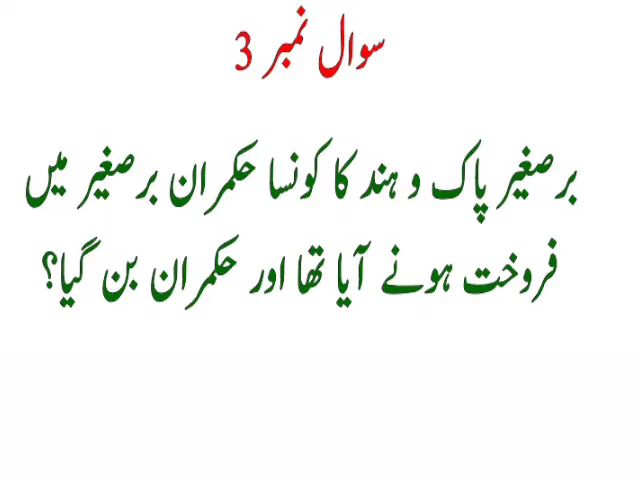 سوال نمبر 3
برصغیر پاک و ہند کا کونسا حکمران برصغیر میں
فروخت ہونے آیا تھا اور حکمران بن گیا؟